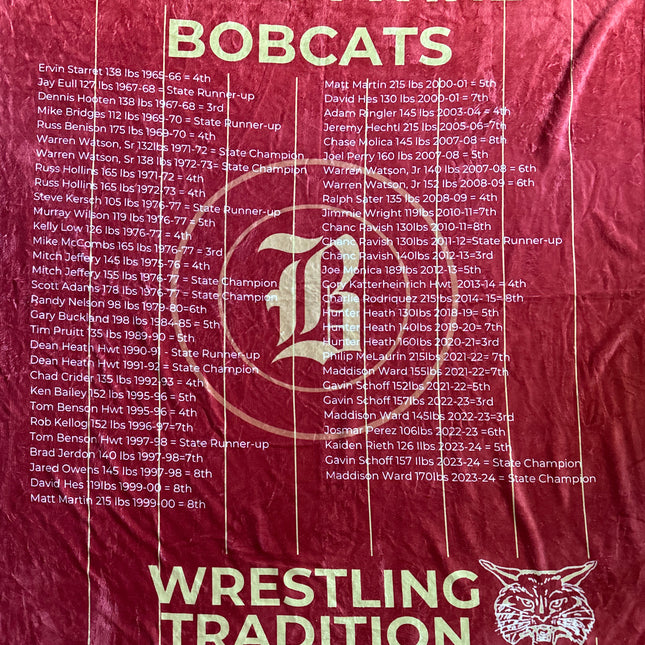 BOBCATS
Ervin Starret 138 lbs 1965-66 = 4th
Jay Eull 127 lbs 1967-68 = State Runner-up
Dennis Hooten 138 lbs 1967-68 = 3rd
Mike Bridges 112 lbs 1969-70 = State Runner-up
Russ Benison 175 lbs 1969-70 = 4th
Warren Watson, Sr 132lbs 1971-72 = State Champion
Warren Watson, Sr 138 lbs 1972-73= State Champion
Russ Hollins 165 lbs 1971-72 = 4th
Russ Hollins 165 lbs 1972-73 = 4th
Steve Kersch 105 lbs 1976-77 = State Runner-up
Murray Wilson 119 lbs 1976-77 = 5th
Kelly Low 126 lbs 1976-77 = 4th
Mike McCombs 165 lbs 1976-77 = 3rd
Mitch Jeffery 145 lbs 1975-76 = 4th
Mitch Jeffery 155 lbs 1976-77 = State Champion
Scott Adams 178 lbs 1976-77 = State Champion
Randy Nelson 98 lbs 1979-80=6th
Gary Buckland 198 lbs 1984-85 = 5th
Tim Pruitt 135 lbs 1989-90 = 5th
Dean Heath Hwt 1990-91 - State Runner-up
Dean Heath Hwt 1991-92 = State Champion
Chad Crider 135 lbs 1992-93 = 4th
Ken Bailey 152 lbs 1995-96 = 5th
Tom Benson Hwt 1995-96 = 4th
Rob Kellog 152 lbs 1996-97=7th
Tom Benson Hwt 1997-98 = State Runner-up
Brad Jerdon 140 lbs 1997-98=7th
Jared Owens 145 lbs 1997-98 = 8th
David Hes 119lbs 1999-00 = 8th
Matt Martin 215 lbs 1999-00 = 8th
Matt Martin 215 lbs 2000-01 = 5th
David Hes 130 lbs 2000-01 = 7th
Adam Ringler 145 lbs 2003-04 = 4th
Jeremy Hechtl 215 lbs 2005-06=7th
Chase Molica 145 lbs 2007-08 = 8th
Joel Perry 160 lbs 2007-08 = 5th
Warren Watson, Jr 140 lbs 2007-08 = 6th
Warren Watson, Jr 152 lbs 2008-09 = 6th
Ralph Sater 135 lbs 2008-09 = 4th
Jimmie Wright 119lbs 2010-11=7th
Chanc Ravish 130lbs 2010-11=8th
Chanc Ravish 130lbs 2011-12=State Runner-up
Chanc Ravish 140lbs 2012-13=3rd
Joe Monica 189lbs 2012-13=5th
Cory Katterheinrich Hwt 2013-14 = 4th
Charlie Rodriquez 215lbs 2014- 15= 8th
Hunter Heath 130lbs 2018-19= 5th
Hunter Heath 140lbs 2019-20= 7th
Hunter Heath 160lbs 2020-21=3rd
Philip McLaurin 215lbs 2021-22= 7th
Maddison Ward 155lbs 2021-22=7th
Gavin Schoff 152lbs 2021-22=5th
Gavin Schoff 157lbs 2022-23=3rd
Maddison Ward 145lbs 2022-23=3rd
Josmar Perez 106lbs 2022-23 =6th
Kaiden Rieth 126 lbs 2023-24 = 5th
Gavin Schoff 157 lbs 2023-24 = State Champion
Maddison Ward 170lbs 2023-24 = State Champion
B
WRESTLING
TRADITION